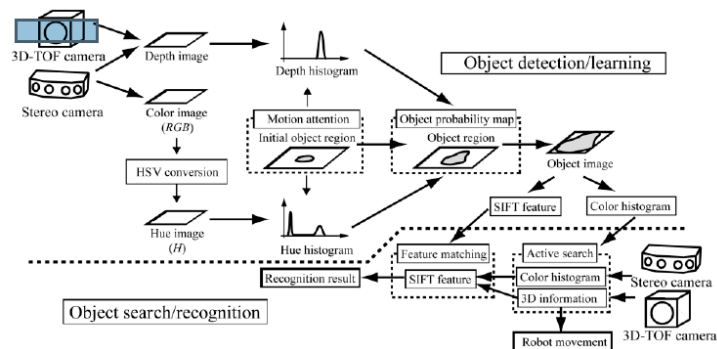 3D-TOF camera
Stereo camera
Depth image
Color image
(RGB)
HSV conversion
Hue image
(H)
Depth histogram
Motion attention
Initial object region
Hue histogram
Object detection/learning
Object probability map
Object region
Object image
SIFT feature
Color histogram
Feature matching
SIFT feature
Recognition result
Active search
Color histogram
3D information
Robot movement
Stereo camera
3D-TOF camera
Object search/recognition